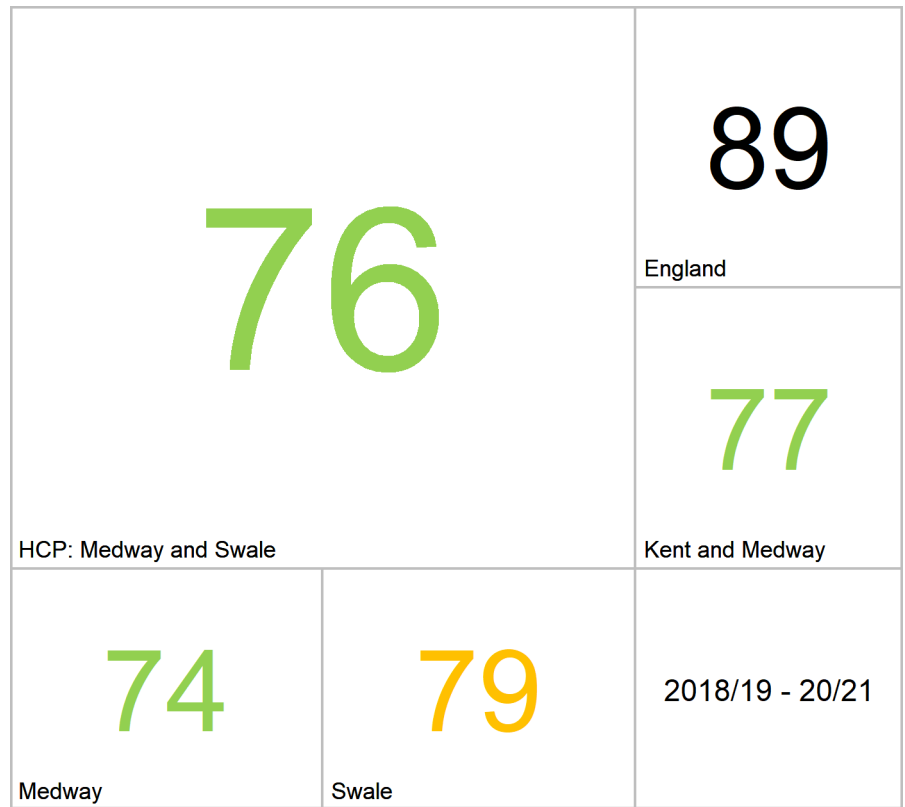 76
HCP: Medway and Swale
89
England
77
Kent and Medway
74
Medway
79
Swale
2018/19 - 20/21